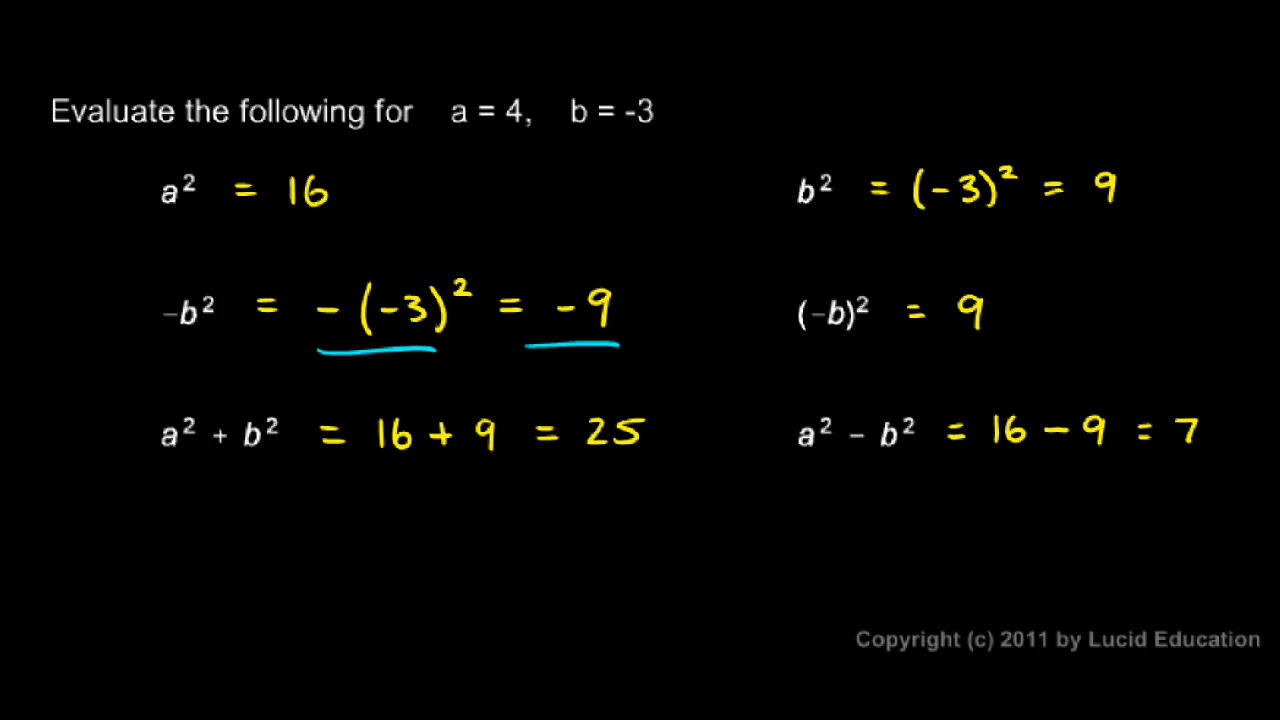 Evaluate the following for a = 4, b = -3
a² = 16
b² = (-3)² = 9
-b² = -(-3)² = -9
(-b)² = 9
a² + b² = 16 + 9 = 25
a² - b² = 16 - 9 = 7
Copyright (c) 2011 by Lucid Education